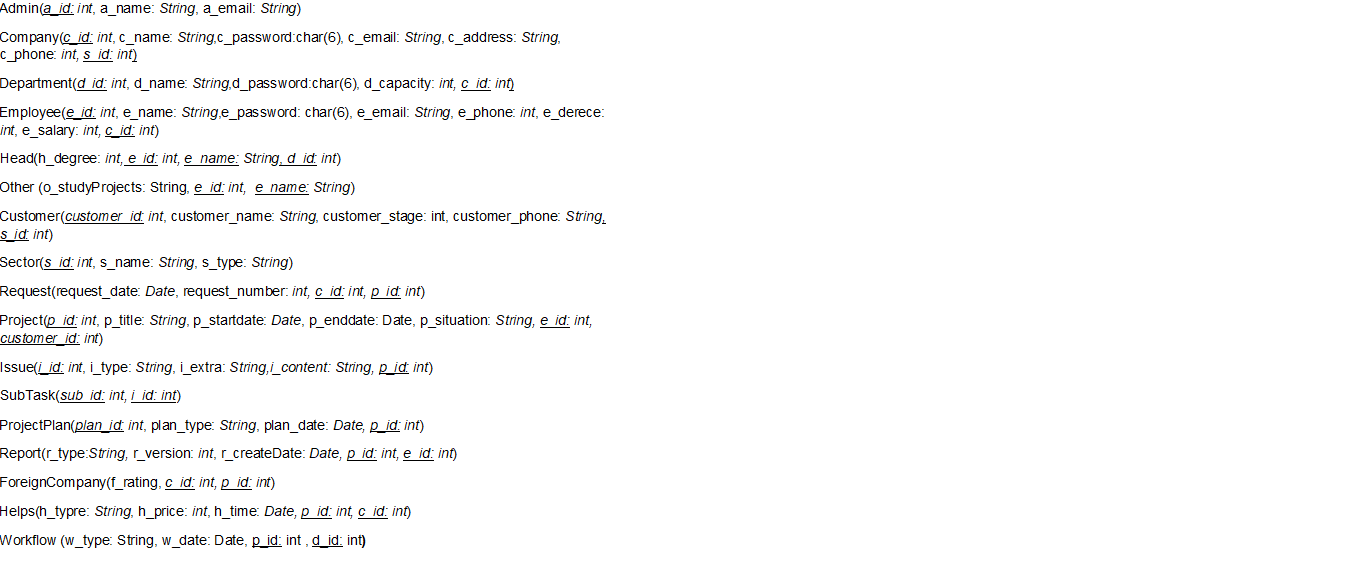 Admin(a_id: int, a_name: String, a_email: String)
Company(c_id: int, c_name: String,c_password:char(6), c_email: String, c_address: String,
c_phone: int, s_id: int)
Department(d_id: int, d_name: String,d_password:char(6), d_capacity: int, c_id: int)
Employee(e_id: int, e_name: String,e_password: char(6), e_email: String, e_phone: int, e_derece:
int, e_salary: int, c_id: int)
Head(h_degree: int, e_id: int, e_name: String, d_id: int)
Other (o_studyProjects: String, e_id: int, e_name: String)
Customer(customer_id: int, customer_name: String, customer_stage: int, customer_phone: String,
s_id: int)
Sector(s_id: int, s_name: String, s_type: String)
Request(request_date: Date, request_number: int, c_id: int, p_id: int)
Project(p_id: int, p_title: String, p_startdate: Date, p_enddate: Date, p_situation: String, e_id: int,
customer_id: int)
Issue(i_id: int, i_type: String, i_extra: String,i_content: String, p_id: int)
SubTask(sub_id: int, i_id: int)
ProjectPlan(plan_id: int, plan_type: String, plan_date: Date, p_id: int)
Report(r_type:String, r_version: int, r_createDate: Date, p_id: int, e_id: int)
ForeignCompany(f_rating, c_id: int, p_id: int)
Helps(h_typre: String, h_price: int, h_time: Date, p_id: int, c_id: int)
Workflow (w_type: String, w_date: Date, p_id: int , d_id: int)